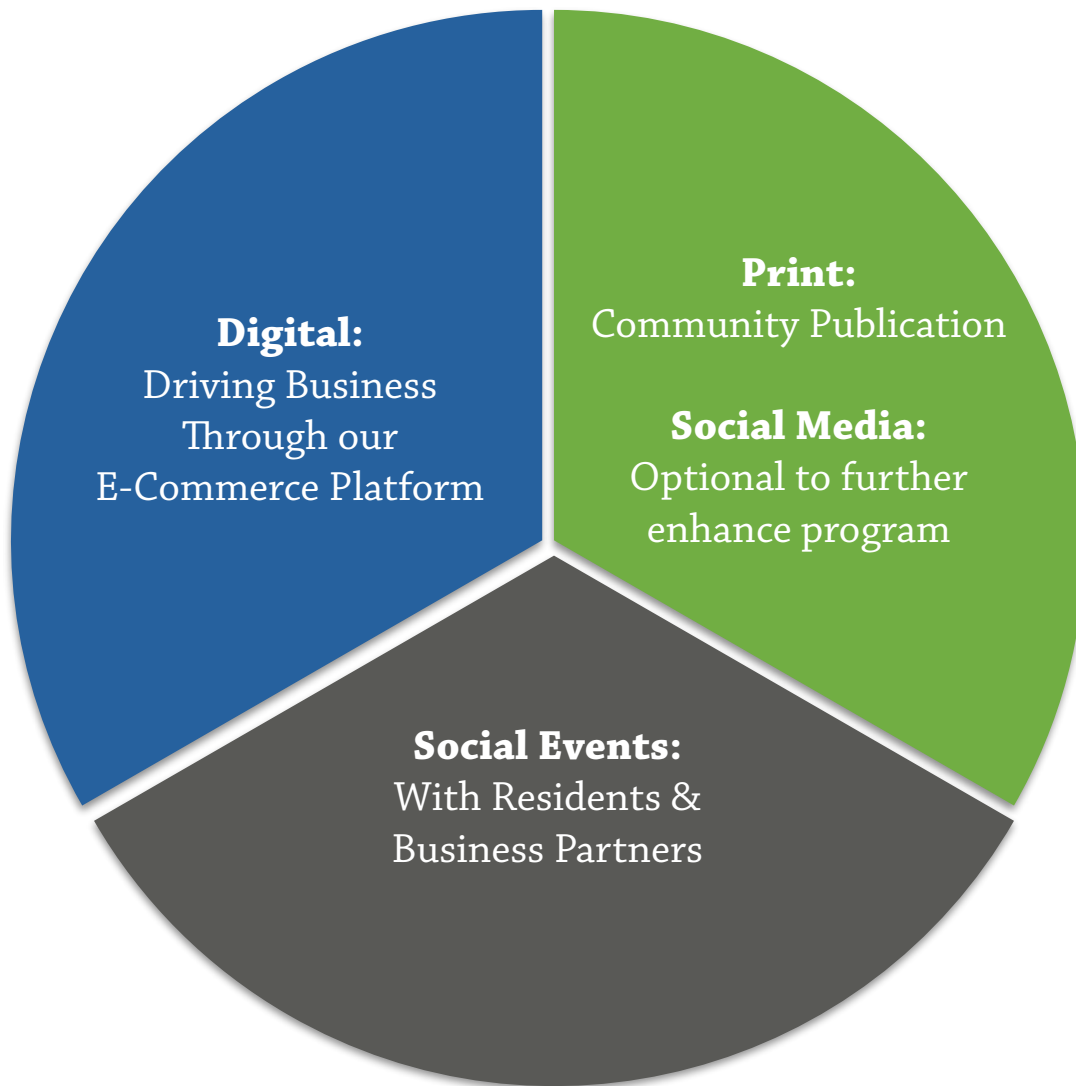 Digital:
Driving Business
Through our
E-Commerce Platform
Print:
Community Publication
Social Media:
Optional to further
enhance program
Social Events:
With Residents &
Business Partners